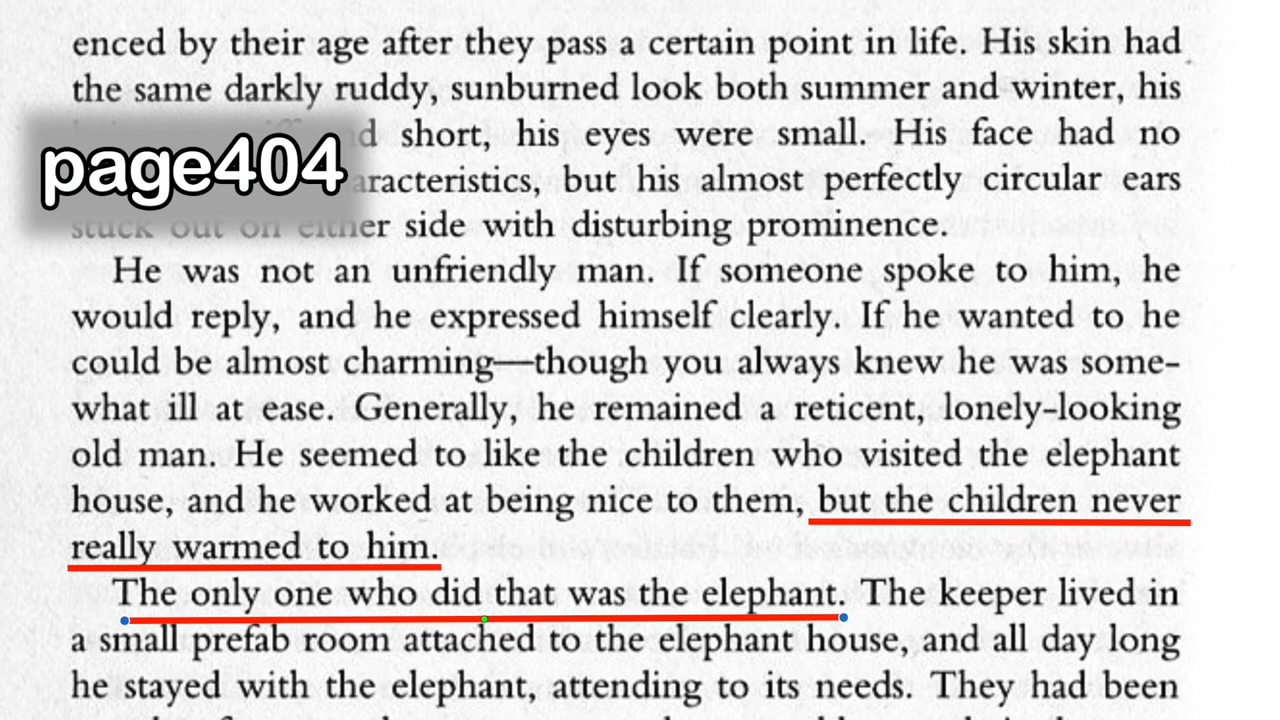 enced by their age after they pass a certain point in life. His skin had
the same darkly ruddy, sunburned look both summer and winter, his
short, his eyes were small. His face had no
page404
aracteristics, but his almost perfectly circular ears
stuck out on either side with disturbing prominence.
He was not an unfriendly man. If someone spoke to him, he
would reply, and he expressed himself clearly. If he wanted to he
could be almost charming—though you always knew he was some-
what ill at ease. Generally, he remained a reticent, lonely-looking
old man. He seemed to like the children who visited the elephant
house, and he worked at being nice to them, but the children never
really warmed to him.
The only one who did that was the elephant. The keeper lived in
a small prefab room attached to the elephant house, and all day long
he stayed with the elephant, attending to its needs. They had been